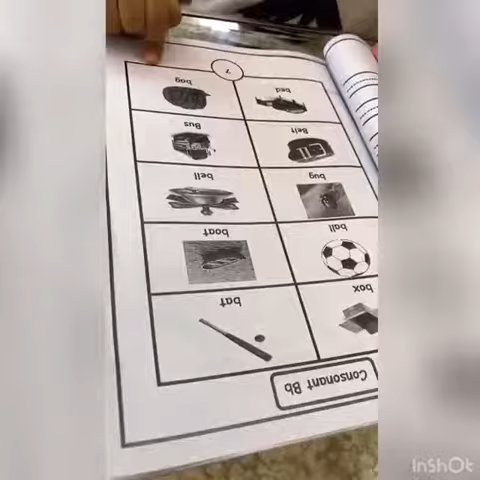 Consonant Bb
box bat
ball boat
bug bell
Belt Bus
bed bag
7
InShOt